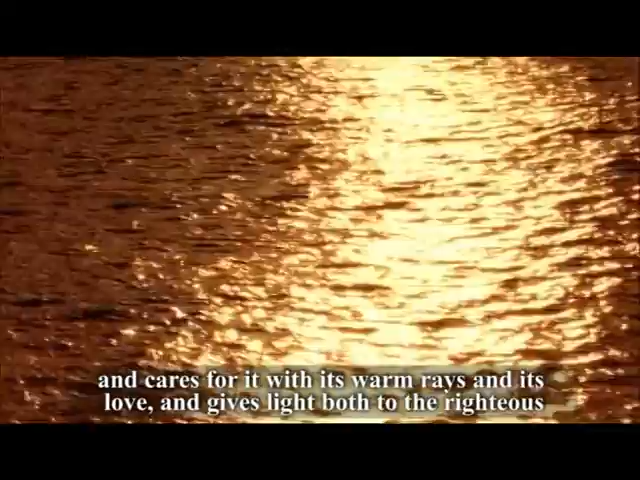 and cares for it with its warm rays and its
love, and gives light both to the righteous